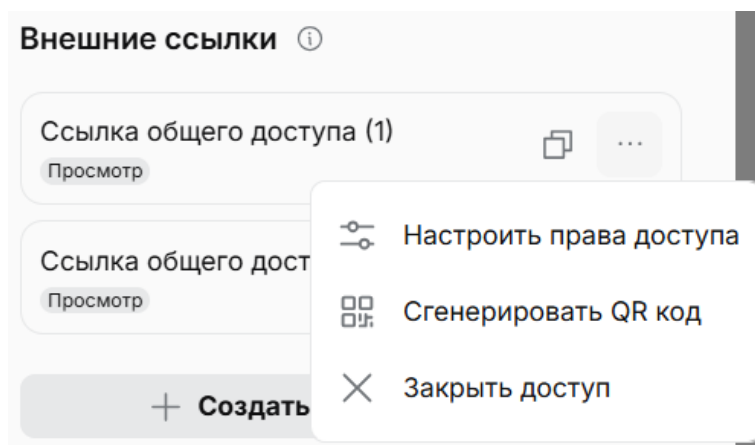 Внешние ссылки
Ссылка общего доступа (1)
Просмотр
Настроить права доступа
Ссылка общего дост
Просмотр
Сгенерировать QR код
Закрыть доступ
Создать